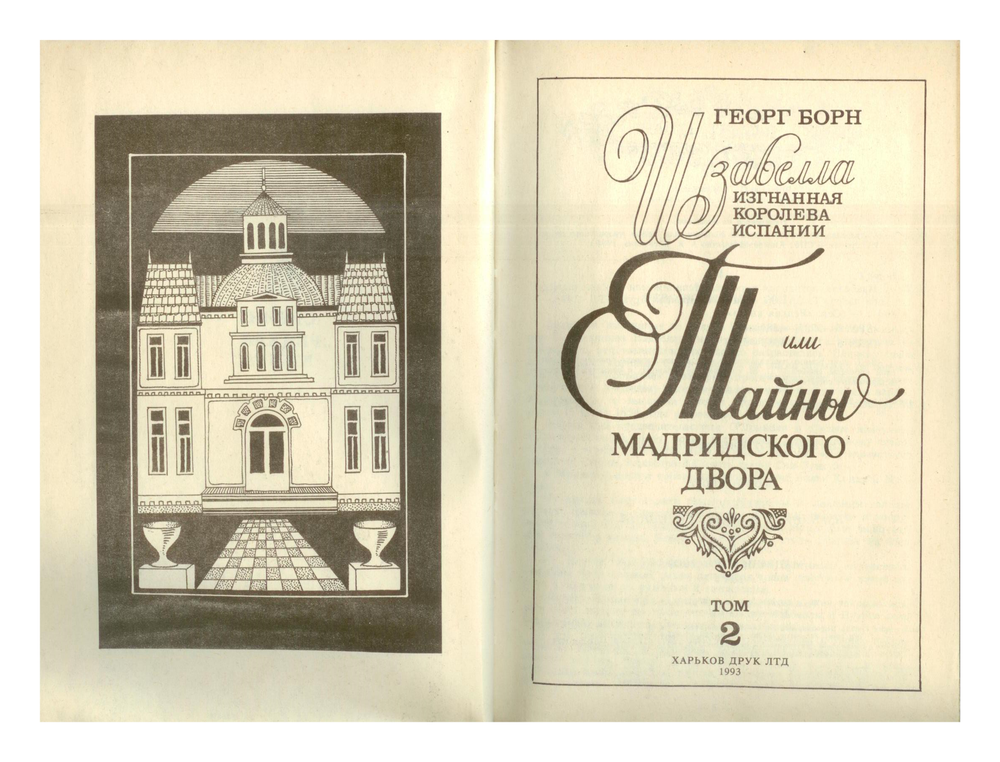 ГЕОРГ БОРН
Изабелла
ИЗГНАННАЯ
КОРОЛЕВА
ИСПАНИИ
или
Тайны
МАДРИДСКОГО
ДВОРА
ТОМ
2
ХАРЬКОВ ДРУК ЛТД
1993